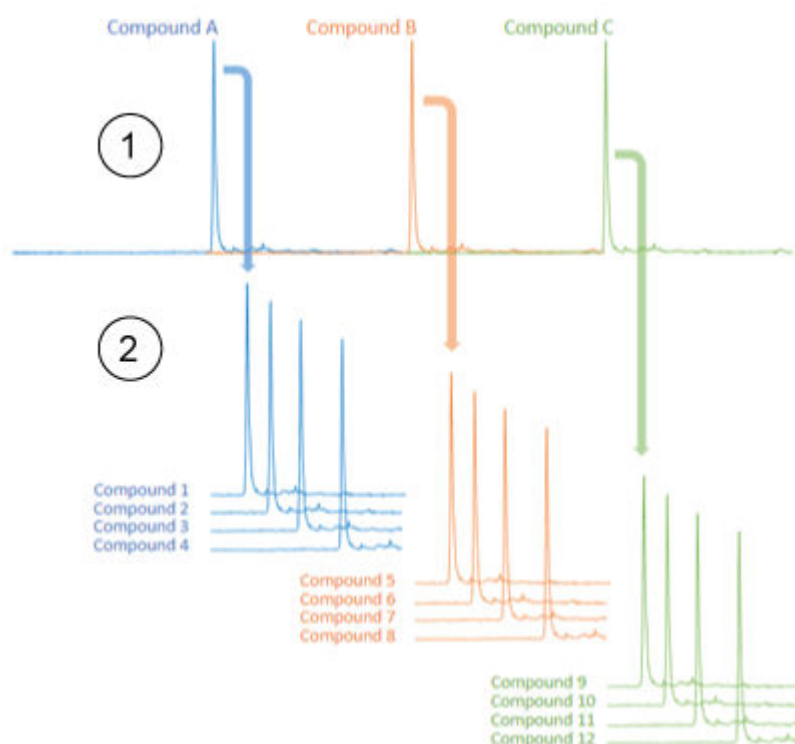 Compound A
Compound B
Compound C
1
2
Compound 1
Compound 2
Compound 3
Compound 4
Compound 5
Compound 6
Compound 7
Compound 8
Compound 9
Compound 10
Compound 11
Compound 12